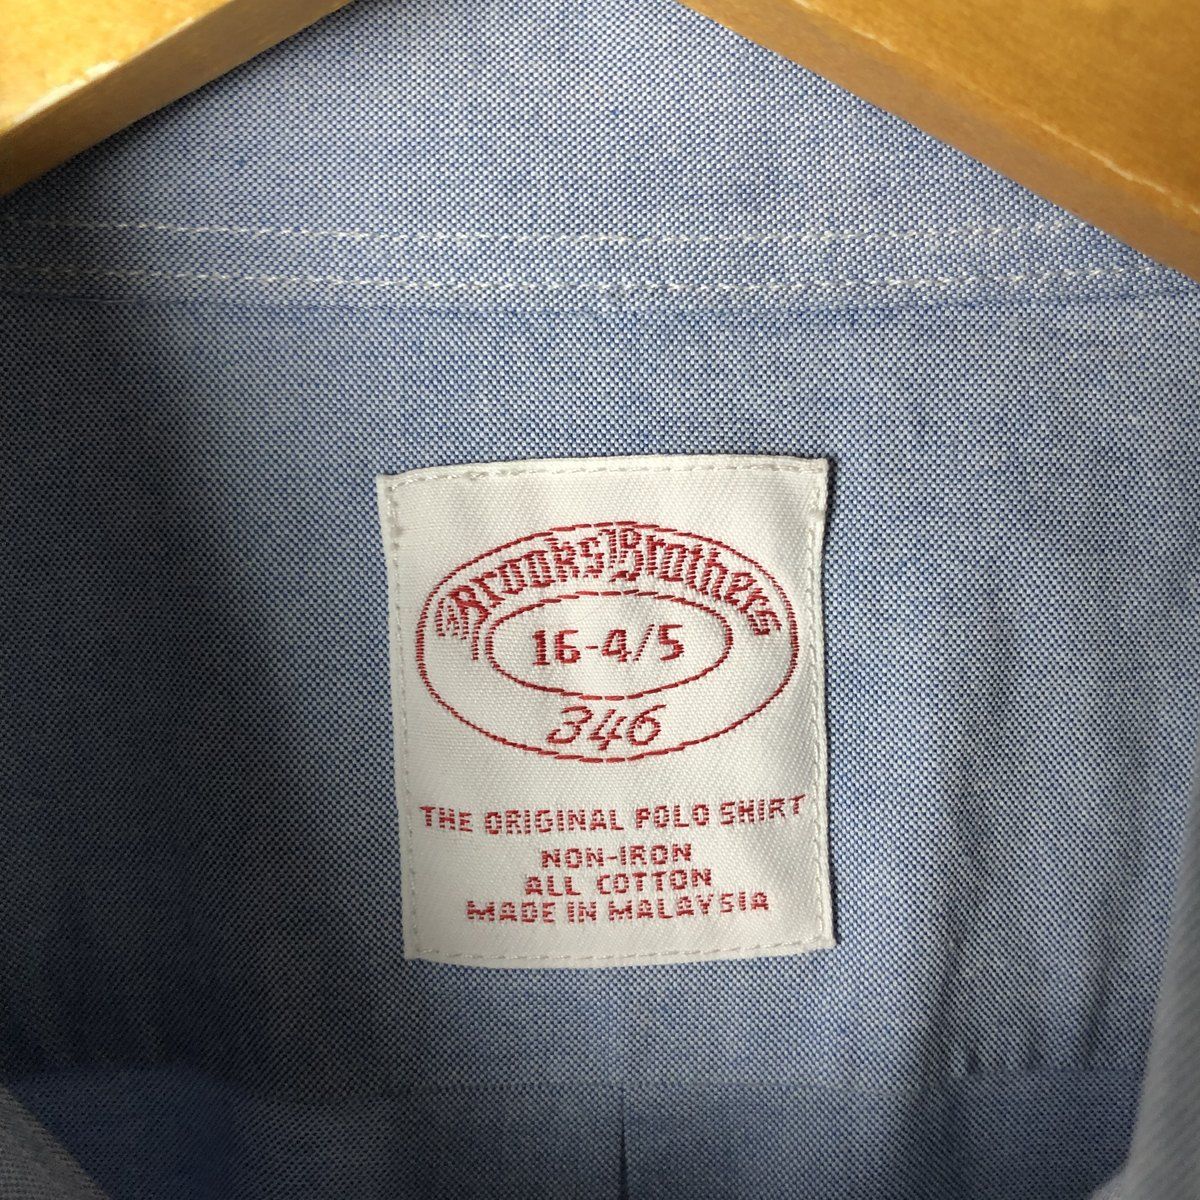 Brooks Brothers
16-4/5
346
THE ORIGINAL POLO SHIRT
NON-IRON
ALL COTTON
MADE IN MALAYSIA